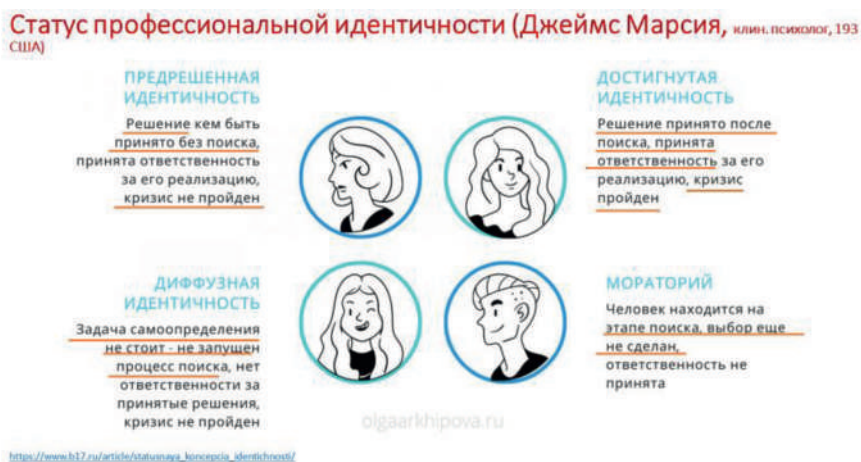 Статус профессиональной идентичности (Джеймс Марсия, клин. психолог, 193
США)
ПРЕДРЕШЕННАЯ
ИДЕНТИЧНОСТЬ
Решение кем быть
принято без поиска,
принята ответственность
за его реализацию,
кризис не пройден
ДОСТИГНУТАЯ
ИДЕНТИЧНОСТЬ
Решение принято после
поиска, принята
ответственность за его
реализацию, кризис
пройден
ДИФФУЗНАЯ
ИДЕНТИЧНОСТЬ
Задача самоопределения
не стоит - не запущен
процесс поиска, нет
ответственности за
принятые решения,
кризис не пройден
МОРАТОРИЙ
Человек находится на
этапе поиска, выбор еще
не сделан,
ответственность не
принята
olgaarkhipova.ru
https://www.b17.ru/article/statusnaya_koncepcia_identichnosti/